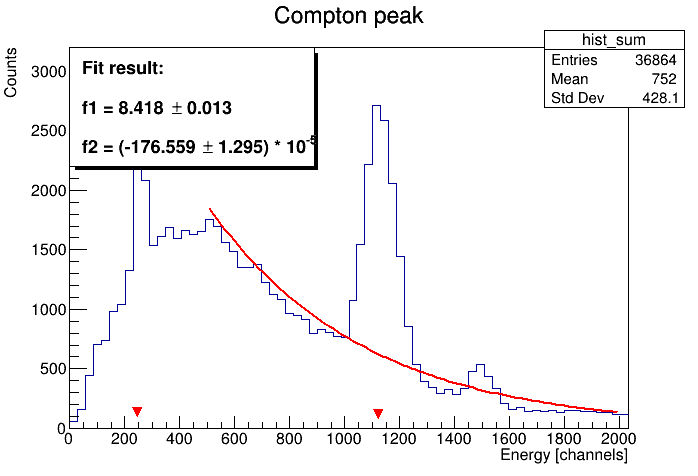 Compton peak
hist_sum
Entries 36864
Mean 752
Std Dev 428.1
Counts
Fit result:
f1 = 8.418 ± 0.013
f2 = (-176.559 ± 1.295) * 10^-5
3000
2500
2000
1500
1000
500
0
0 200 400 600 800 1000 1200 1400 1600 1800 2000
Energy [channels]